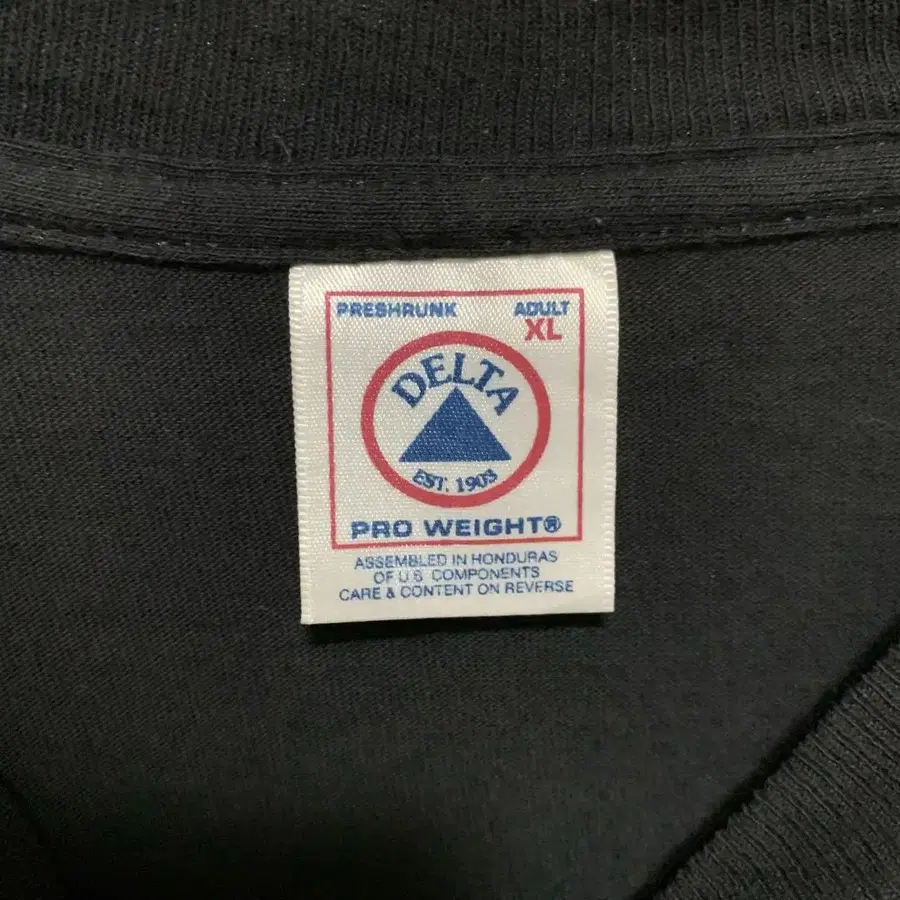 PRESHRUNK ADULT
XL
DELTA
EST. 1903
PRO WEIGHT®
ASSEMBLED IN HONDURAS
OF U.S. COMPONENTS
CARE & CONTENT ON REVERSE